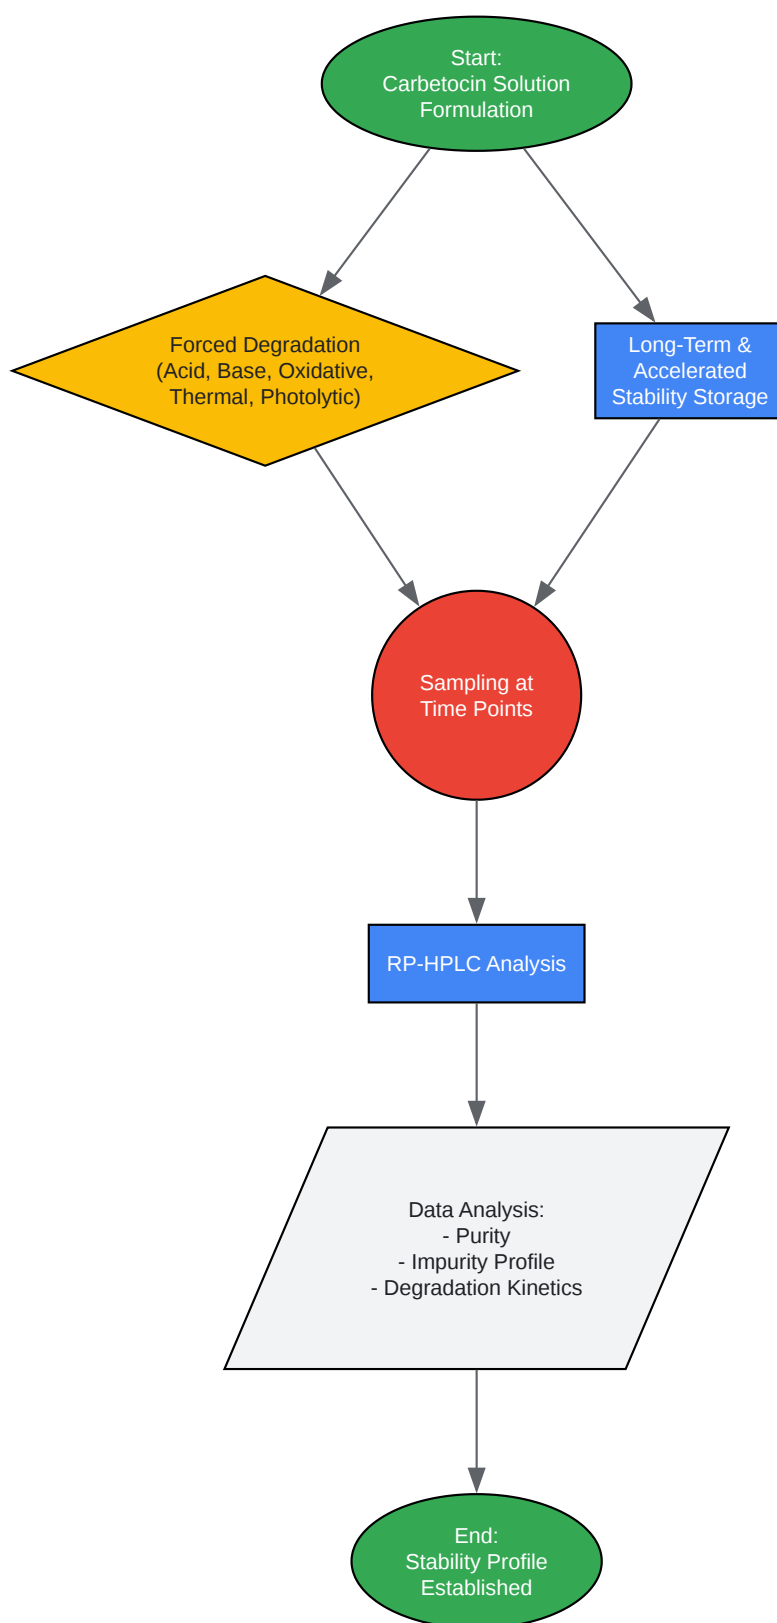 Start:
Carbetocin Solution
Formulation
Forced Degradation
(Acid, Base, Oxidative,
Thermal, Photolytic)
Long-Term &
Accelerated
Stability Storage
Sampling at
Time Points
RP-HPLC Analysis
Data Analysis:
- Purity
- Impurity Profile
- Degradation Kinetics
End:
Stability Profile
Established